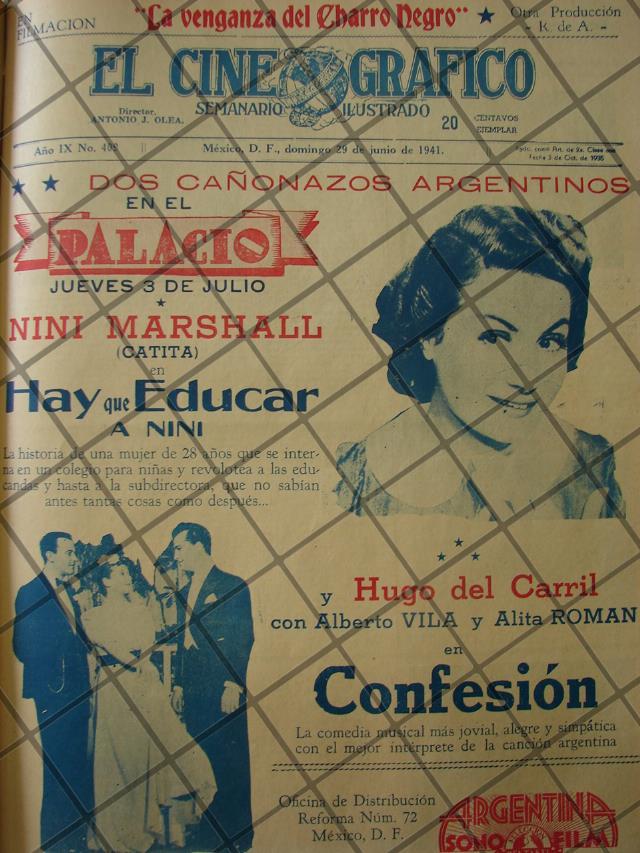 EN FILMACION
"La venganza del Charro Negro"
Otra Producción
- R. de A. -
EL CINE GRAFICO
SEMANARIO ILUSTRADO
Director,
ANTONIO J. OLEA.
20 CENTAVOS EJEMPLAR
Año IX No. 409
México, D. F., domingo 29 de junio de 1941.
DOS CAÑONAZOS ARGENTINOS
EN EL
PALACIO
JUEVES 3 DE JULIO
NINI MARSHALL
(CATITA)
en
Hay que Educar
A NINI
La historia de una mujer de 28 años que se inter-
na en un colegio para niñas y revolotea a las edu-
candas y hasta a la subdirectora, que no sabían
antes tantas cosas como después...
y Hugo del Carril
con Alberto VILA y Alita ROMAN
en
Confesión
La comedia musical más jovial, alegre y simpática
con el mejor intérprete de la canción argentina
Oficina de Distribución
Reforma Núm. 72
México, D. F.
ARGENTINA
SONO FILM